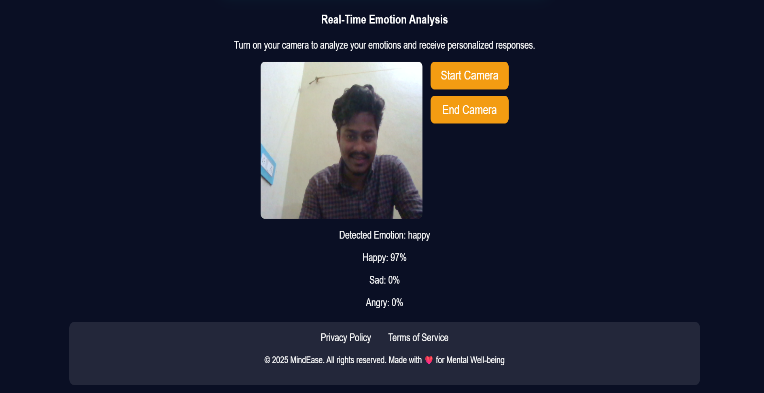 Real-Time Emotion Analysis
Turn on your camera to analyze your emotions and receive personalized responses.
Start Camera
End Camera
Detected Emotion: happy
Happy: 97%
Sad: 0%
Angry: 0%
Privacy Policy Terms of Service
© 2025 MindEase. All rights reserved. Made with ❤️ for Mental Well-being